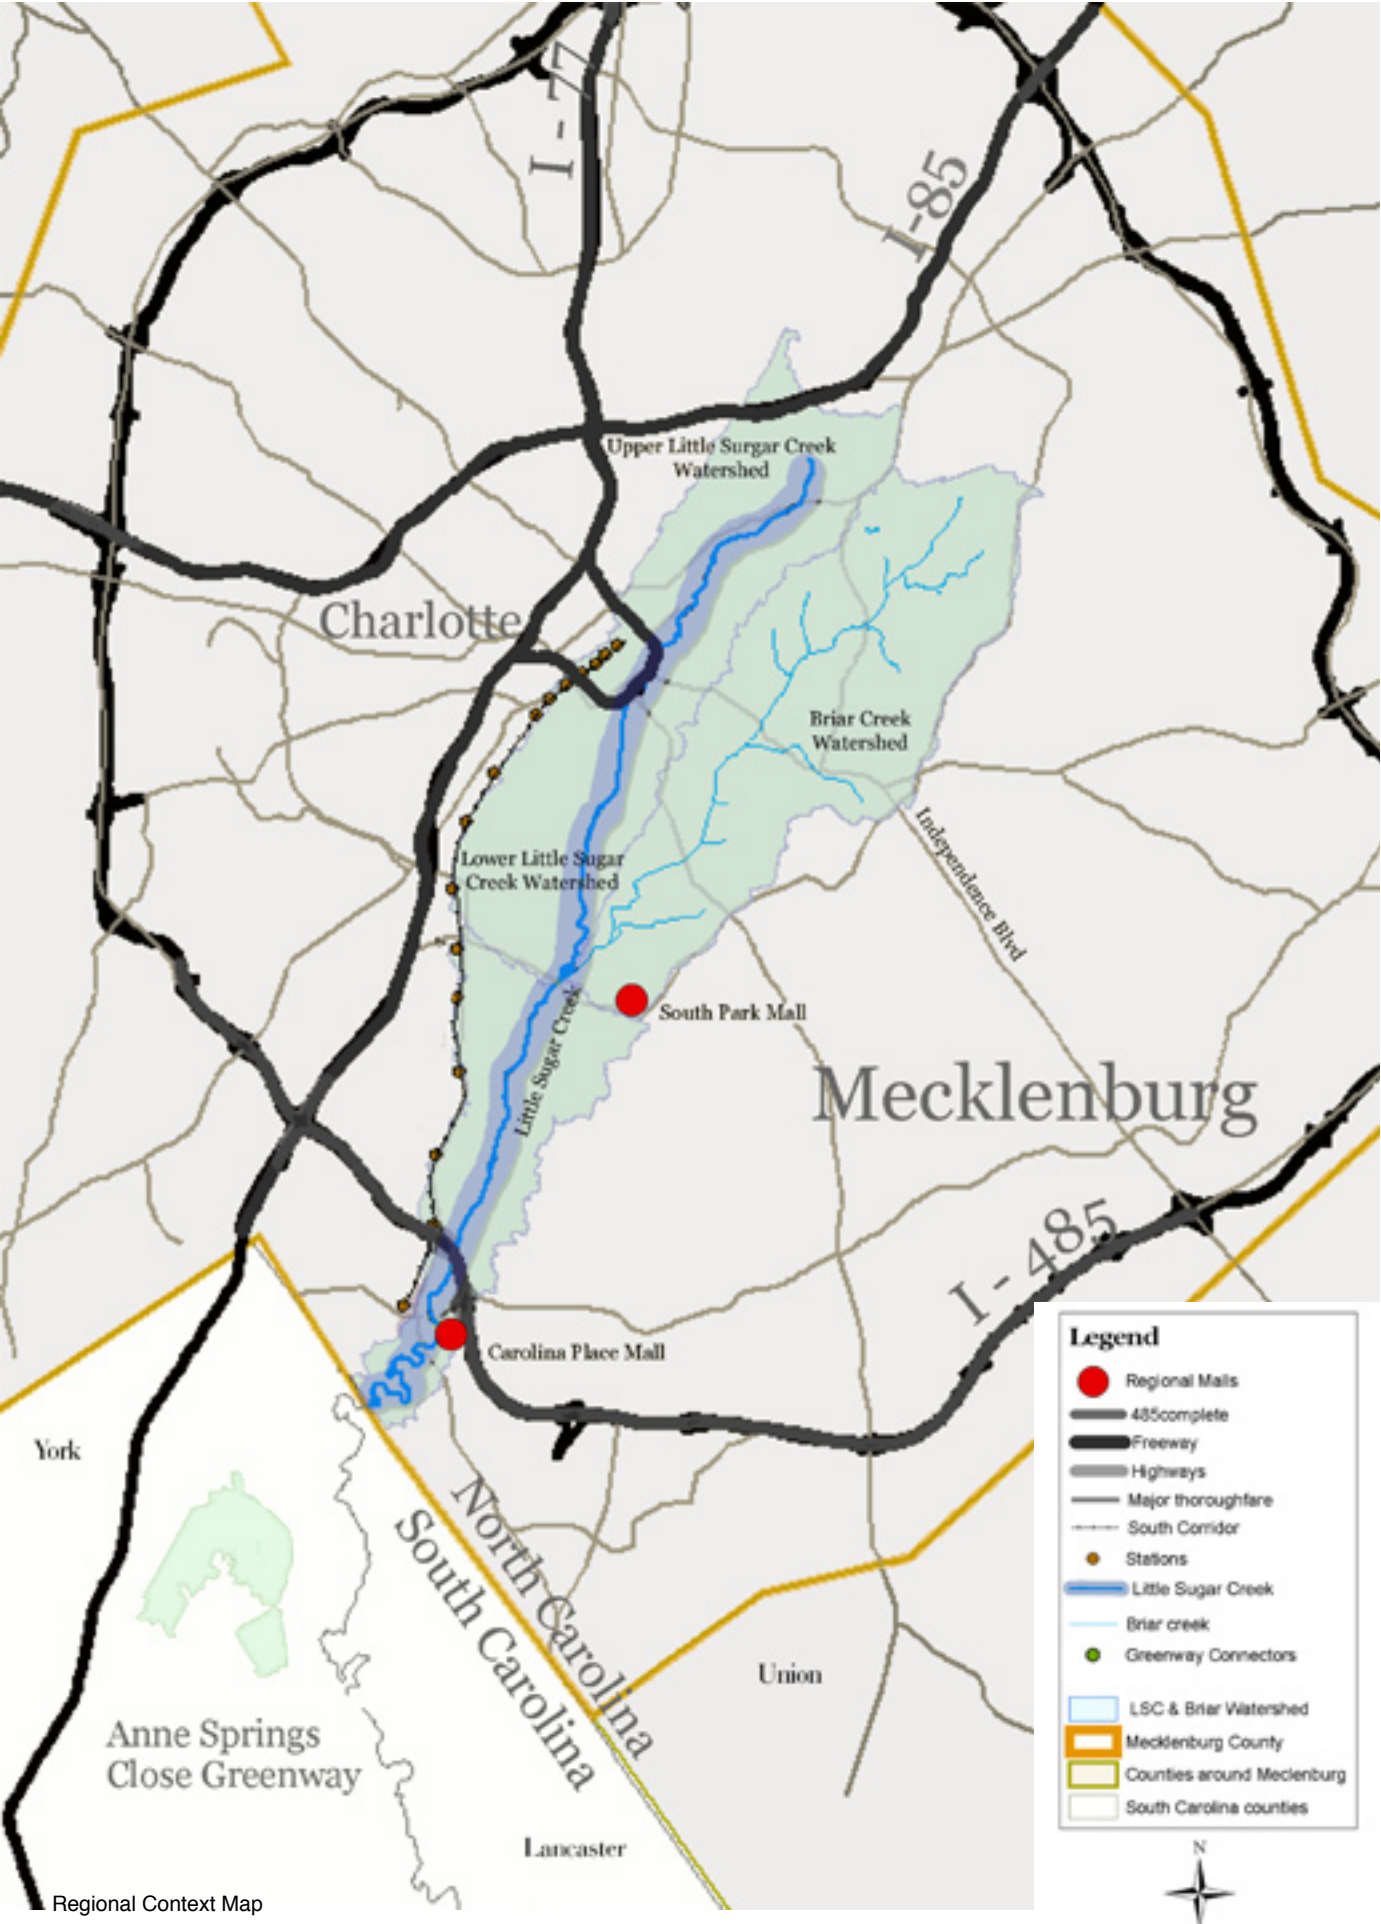 I - 77
I-85
Upper Little Surgar Creek
Watershed
Charlotte
Briar Creek
Watershed
Independence Blvd
Lower Little Sugar
Creek Watershed
South Park Mall
Little Sugar Creek
Mecklenburg
I - 485
Carolina Place Mall
York
North Carolina
South Carolina
Union
Anne Springs
Close Greenway
Lancaster
Regional Context Map
Legend
Regional Malls
485complete
Freeway
Highways
Major thoroughfare
South Corridor
Stations
Little Sugar Creek
Briar creek
Greenway Connectors
LSC & Briar Watershed
Mecklenburg County
Counties around Meclenburg
South Carolina counties
N